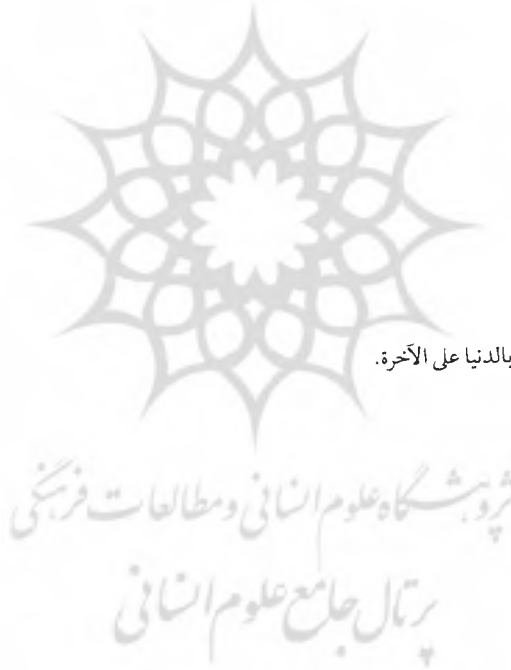 بالدنيا على الآخرة.
پژوهشگاه علوم انسانی و مطالعات فرهنگی
پرتال جامع علوم انسانی